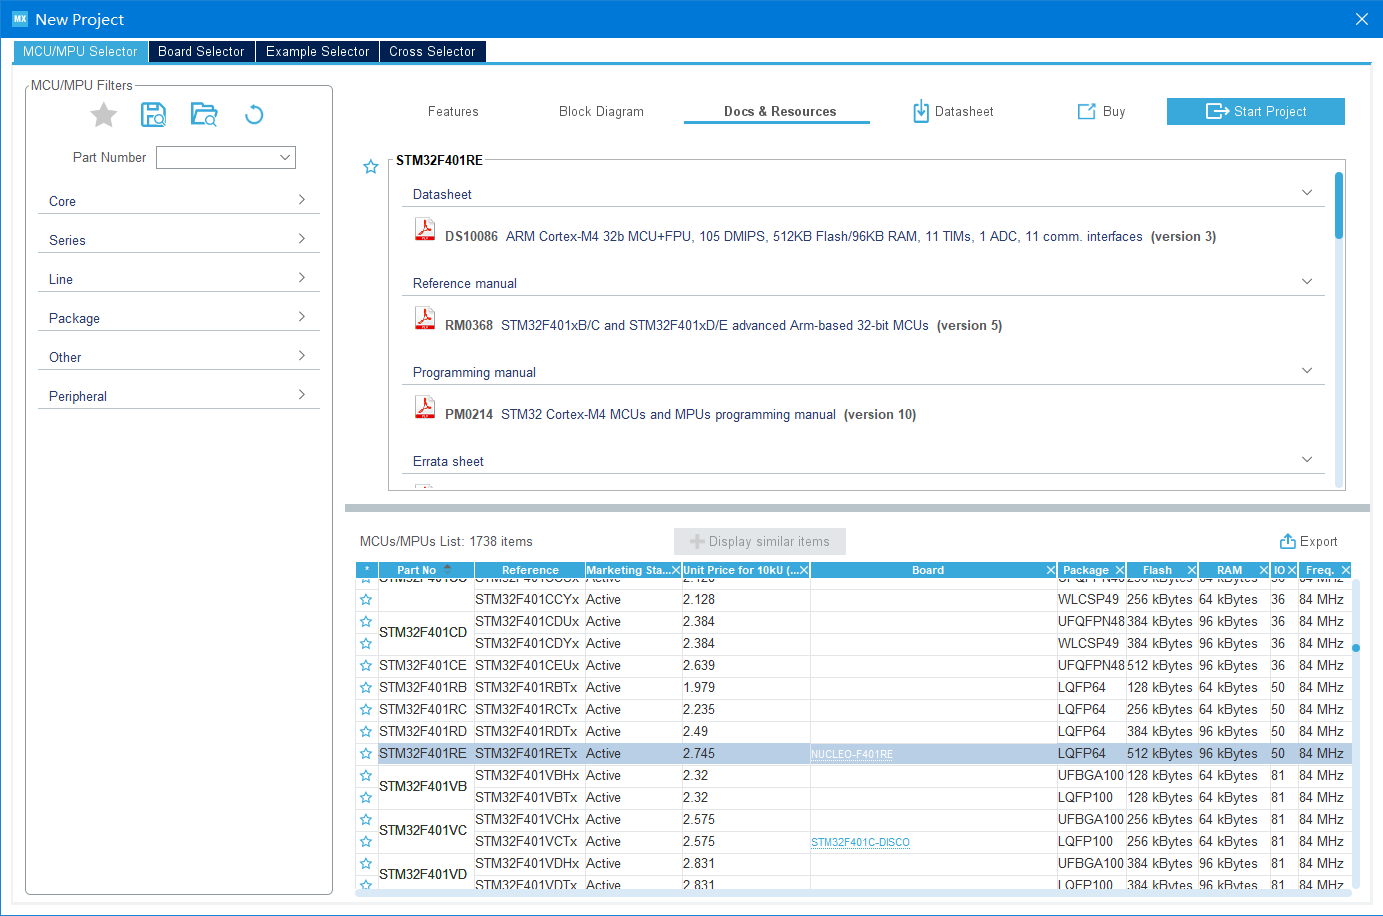 MX New Project
MCU/MPU Selector Board Selector Example Selector Cross Selector
MCU/MPU Filters
Part Number
Core
Series
Line
Package
Other
Peripheral
Features Block Diagram Docs & Resources Datasheet Buy Start Project
STM32F401RE
Datasheet
DS10086 ARM Cortex-M4 32b MCU+FPU, 105 DMIPS, 512KB Flash/96KB RAM, 11 TIMs, 1 ADC, 11 comm. interfaces (version 3)
Reference manual
RM0368 STM32F401xB/C and STM32F401xD/E advanced Arm-based 32-bit MCUs (version 5)
Programming manual
PM0214 STM32 Cortex-M4 MCUs and MPUs programming manual (version 10)
Errata sheet
MCUs/MPUs List: 1738 items Display similar items Export
* Part No Reference Marketing Sta... Unit Price for 10kU (... Board Package Flash RAM IO Freq.
STM32F401CCYx Active 2.128 WLCSP49 256 kBytes 64 kBytes 36 84 MHz
STM32F401CD STM32F401CDUx Active 2.384 UFQFPN48 384 kBytes 96 kBytes 36 84 MHz
STM32F401CDYx Active 2.384 WLCSP49 384 kBytes 96 kBytes 36 84 MHz
STM32F401CE STM32F401CEUx Active 2.639 UFQFPN48 512 kBytes 96 kBytes 36 84 MHz
STM32F401RB STM32F401RBTx Active 1.979 LQFP64 128 kBytes 64 kBytes 50 84 MHz
STM32F401RC STM32F401RCTx Active 2.235 LQFP64 256 kBytes 64 kBytes 50 84 MHz
STM32F401RD STM32F401RDTx Active 2.49 LQFP64 384 kBytes 96 kBytes 50 84 MHz
STM32F401RE STM32F401RETx Active 2.745 NUCLEO-F401RE LQFP64 512 kBytes 96 kBytes 50 84 MHz
STM32F401VB STM32F401VBHx Active 2.32 UFBGA100 128 kBytes 64 kBytes 81 84 MHz
STM32F401VBTx Active 2.32 LQFP100 128 kBytes 64 kBytes 81 84 MHz
STM32F401VC STM32F401VCHx Active 2.575 UFBGA100 256 kBytes 64 kBytes 81 84 MHz
STM32F401VCTx Active 2.575 STM32F401C-DISCO LQFP100 256 kBytes 64 kBytes 81 84 MHz
STM32F401VD STM32F401VDHx Active 2.831 UFBGA100 384 kBytes 96 kBytes 81 84 MHz
STM32F401VDTx Active 2.831 LQFP100 384 kBytes 96 kBytes 81 84 MHz